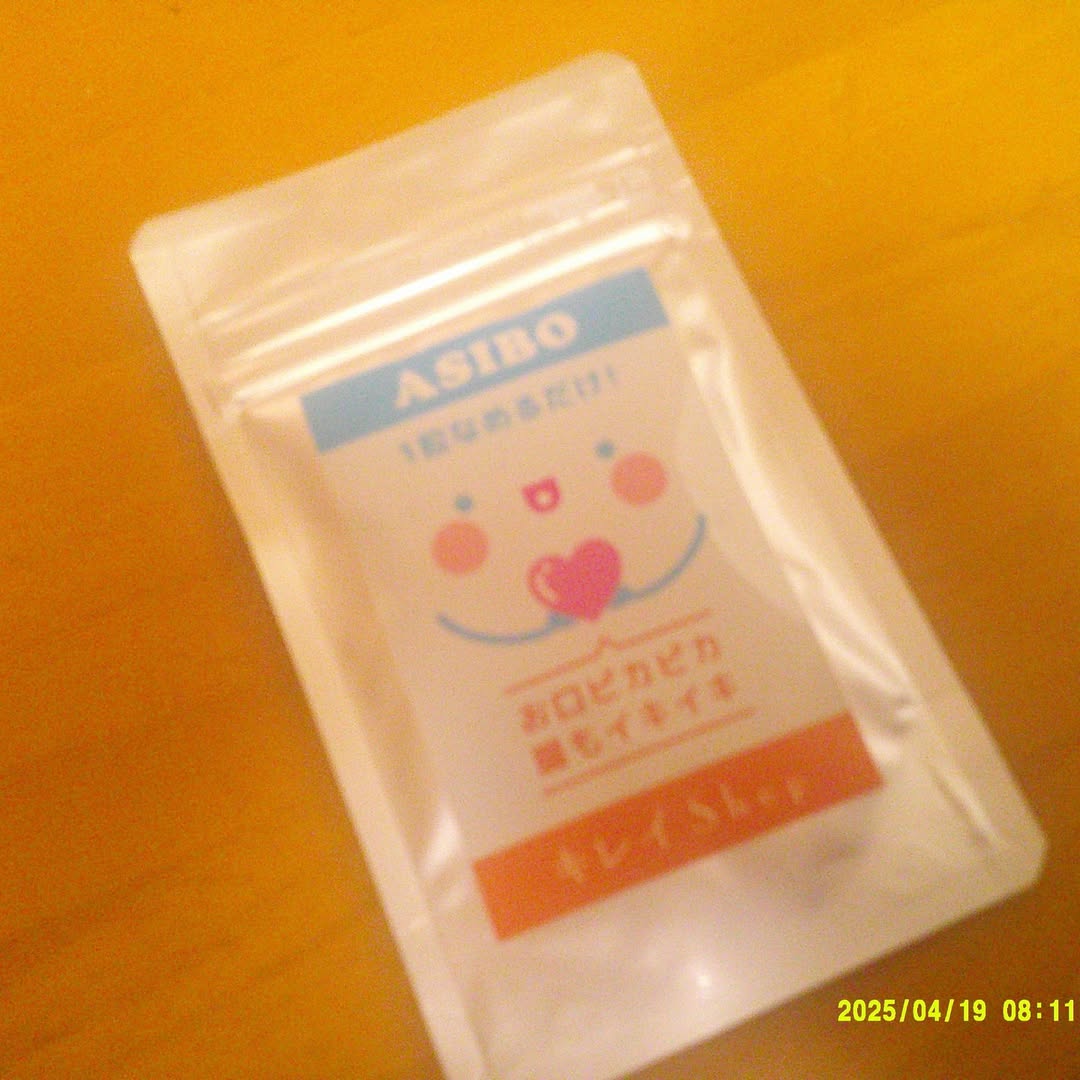 ASIBO
1粒なめるだけ!
お口ピカピカ
腸もイキイキ
キレイShop
2025/04/19 08:11